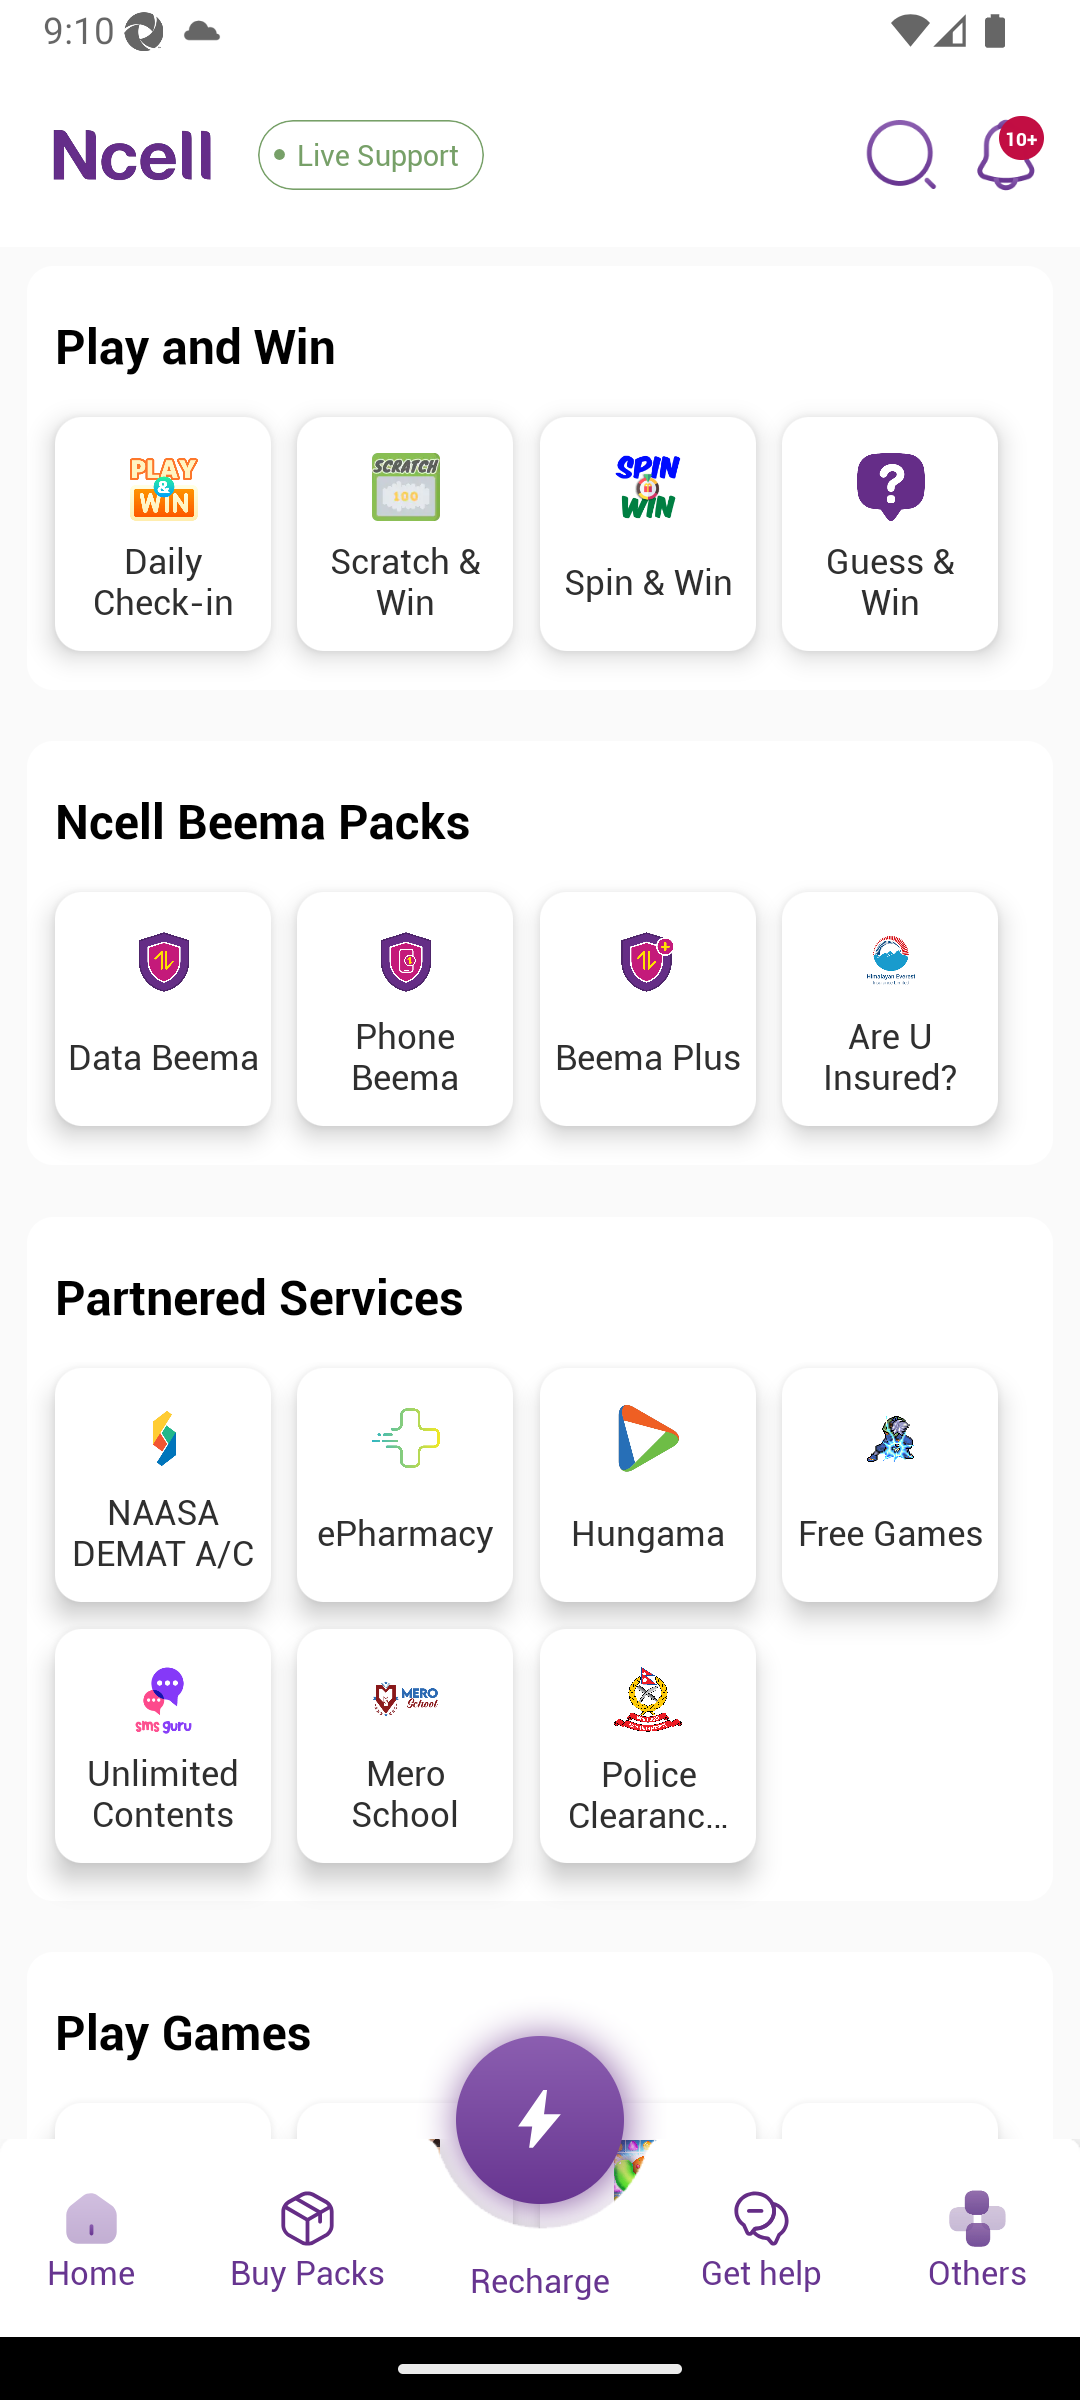 9:10
Ncell
Live Support
10+
Play and Win
PLAY
&
WIN
Daily
Check-in
SCRATCH
100
Scratch &
Win
SPIN
WIN
Spin & Win
?
Guess &
Win
Ncell Beema Packs
Data Beema
Phone
Beema
Beema Plus
Himalayan Everest
Are U
Insured?
Partnered Services
NAASA
DEMAT A/C
ePharmacy
Hungama
Free Games
sms guru
Unlimited
Contents
MERO
School
Mero
School
Police
Clearanc...
Play Games
Home
Buy Packs
Recharge
Get help
Others